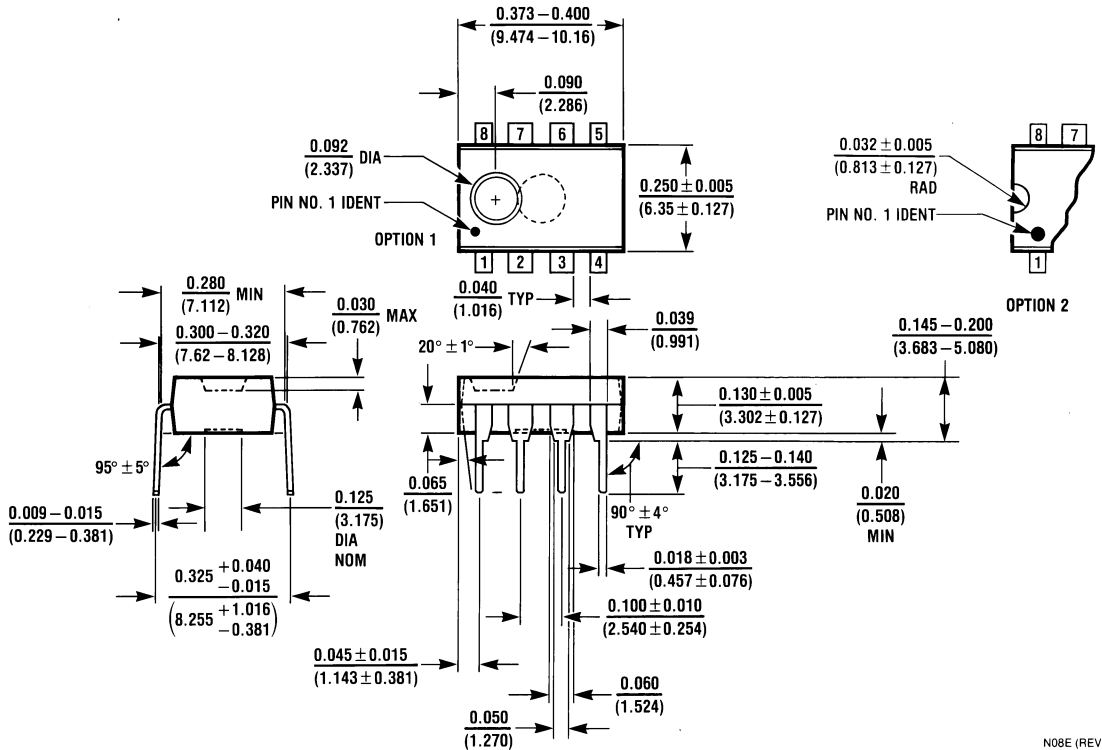 0.373 – 0.400
(9.474 – 10.16)
0.090
(2.286)
8 7 6 5
0.092 DIA
(2.337)
PIN NO. 1 IDENT
OPTION 1
+
0.250 ± 0.005
(6.35 ± 0.127)
1 2 3 4
8 7
0.032 ± 0.005
(0.813 ± 0.127)
RAD
PIN NO. 1 IDENT
1
OPTION 2
0.280 MIN
(7.112)
0.030 MAX
(0.762)
0.300 – 0.320
(7.62 – 8.128)
0.040 TYP
(1.016)
0.039
(0.991)
20° ± 1°
0.145 – 0.200
(3.683 – 5.080)
0.130 ± 0.005
(3.302 ± 0.127)
0.125 – 0.140
(3.175 – 3.556)
0.020
(0.508)
MIN
95° ± 5°
0.065
(1.651)
90° ± 4°
TYP
0.009 – 0.015
(0.229 – 0.381)
0.125
(3.175)
DIA
NOM
0.325 +0.040
−0.015
(8.255 +1.016
−0.381)
0.018 ± 0.003
(0.457 ± 0.076)
0.100 ± 0.010
(2.540 ± 0.254)
0.045 ± 0.015
(1.143 ± 0.381)
0.060
(1.524)
0.050
(1.270)
N08E (REV